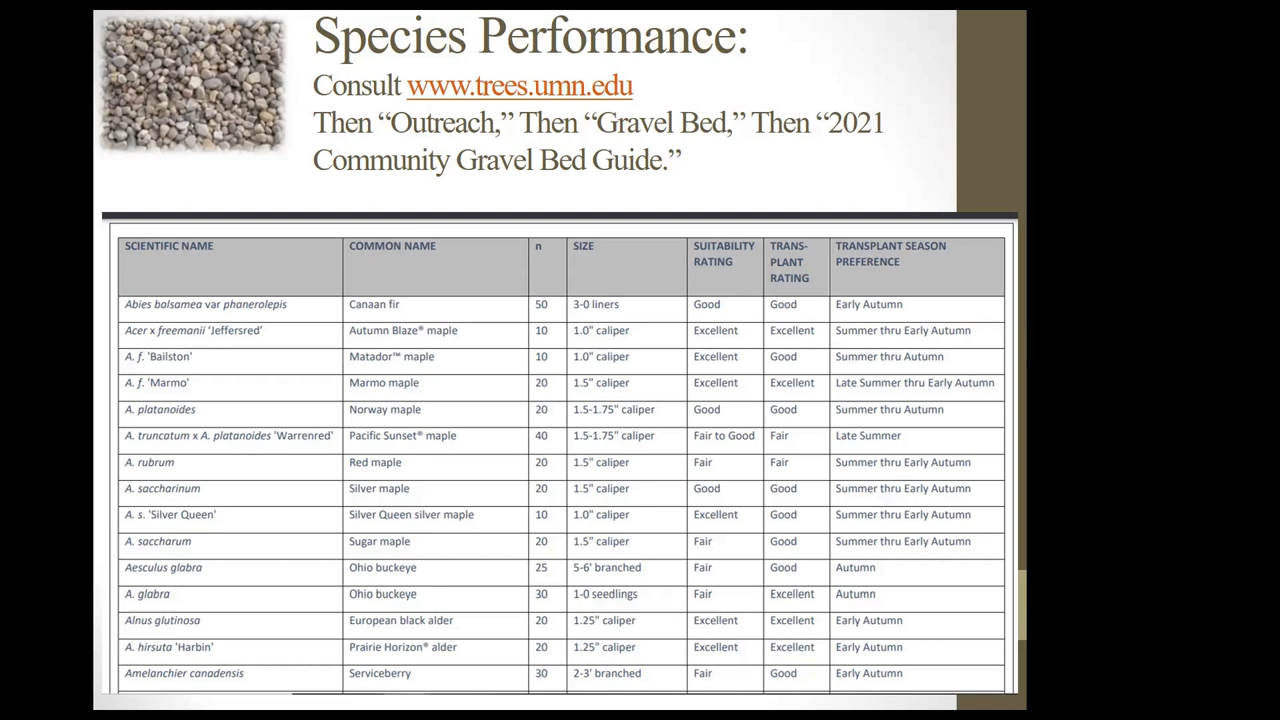 Species Performance:
Consult www.trees.umn.edu
Then “Outreach,” Then “Gravel Bed,” Then “2021
Community Gravel Bed Guide.”
SCIENTIFIC NAME COMMON NAME n SIZE SUITABILITY RATING TRANS-PLANT RATING TRANSPLANT SEASON PREFERENCE
Abies balsamea var phanerolepis Canaan fir 50 3-0 liners Good Good Early Autumn
Acer x freemanii ‘Jeffersred’ Autumn Blaze® maple 10 1.0" caliper Excellent Excellent Summer thru Early Autumn
A. f. 'Bailston' Matador™ maple 10 1.0" caliper Excellent Good Summer thru Autumn
A. f. 'Marmo' Marmo maple 20 1.5" caliper Excellent Excellent Late Summer thru Early Autumn
A. platanoides Norway maple 20 1.5-1.75" caliper Good Good Summer thru Autumn
A. truncatum x A. platanoides 'Warrenred' Pacific Sunset® maple 40 1.5-1.75" caliper Fair to Good Fair Late Summer
A. rubrum Red maple 20 1.5" caliper Fair Fair Summer thru Early Autumn
A. saccharinum Silver maple 20 1.5" caliper Good Good Summer thru Early Autumn
A. s. 'Silver Queen' Silver Queen silver maple 10 1.0" caliper Excellent Good Summer thru Early Autumn
A. saccharum Sugar maple 20 1.5" caliper Fair Good Summer thru Early Autumn
Aesculus glabra Ohio buckeye 25 5-6' branched Fair Good Autumn
A. glabra Ohio buckeye 30 1-0 seedlings Fair Excellent Autumn
Alnus glutinosa European black alder 20 1.25" caliper Excellent Excellent Early Autumn
A. hirsuta 'Harbin' Prairie Horizon® alder 20 1.25" caliper Excellent Excellent Early Autumn
Amelanchier canadensis Serviceberry 30 2-3' branched Fair Good Early Autumn